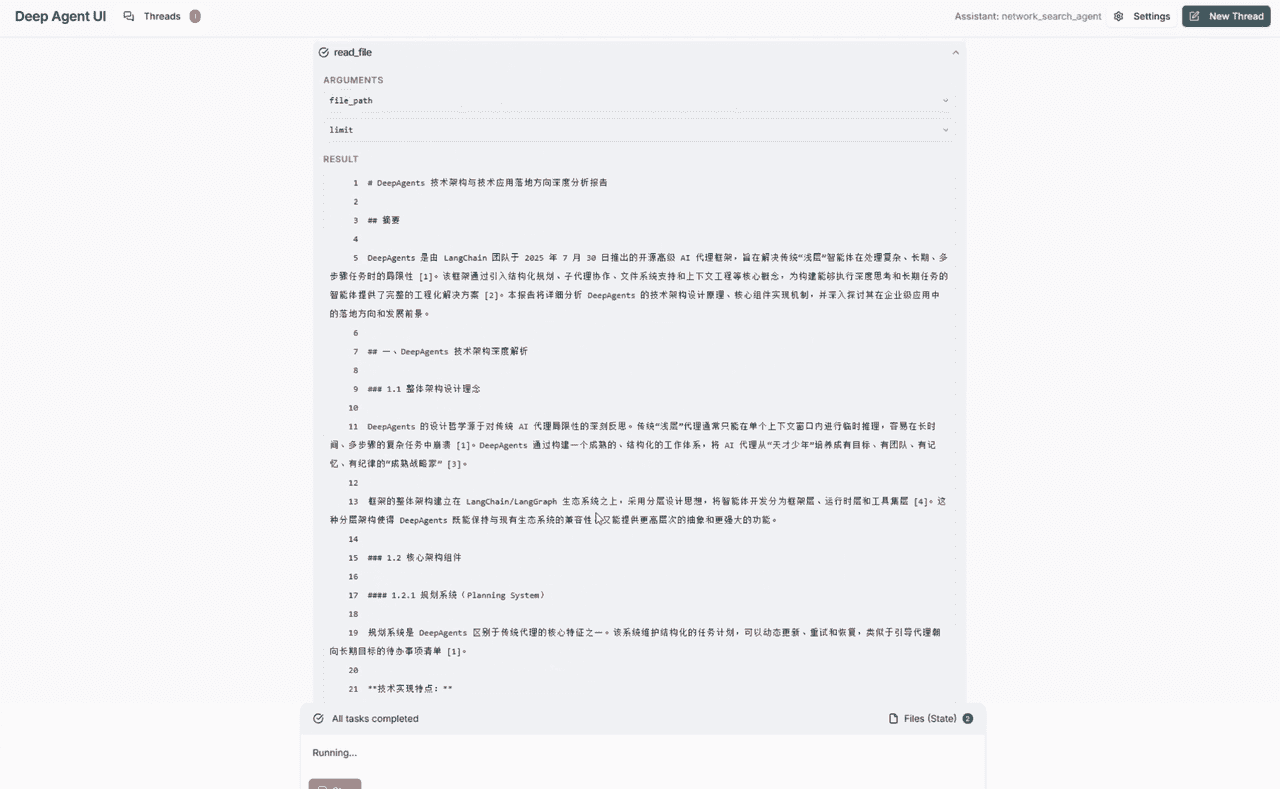 Deep Agent UI
Threads
1
Assistant: network_search_agent
Settings
New Thread
read_file
ARGUMENTS
file_path
limit
RESULT
1 # DeepAgents 技术架构与技术应用落地方向深度分析报告
2
3 ## 摘要
4
5 DeepAgents 是由 LangChain 团队于 2025 年 7 月 30 日推出的开源高级 AI 代理框架，旨在解决传统“浅层”智能体在处理复杂、长期、多
步骤任务时的局限性 [1]。该框架通过引入结构化规划、子代理协作、文件系统支持和上下文工程等核心概念，为构建能够执行深度思考和长期任务的
智能体提供了完整的工程化解决方案 [2]。本报告将详细分析 DeepAgents 的技术架构设计原理、核心组件实现机制，并深入探讨其在企业级应用中
的落地方向和发展前景。
6
7 ## 一、DeepAgents 技术架构深度解析
8
9 ### 1.1 整体架构设计理念
10
11 DeepAgents 的设计哲学源于对传统 AI 代理局限性的深刻反思。传统“浅层”代理通常只能在单个上下文窗口内进行临时推理，容易在长时
间、多步骤的复杂任务中崩溃 [1]。DeepAgents 通过构建一个成熟的、结构化的工作体系，将 AI 代理从“天才少年”培养成有目标、有团队、有记
忆、有纪律的“成熟战略家” [3]。
12
13 框架的整体架构建立在 LangChain/LangGraph 生态系统之上，采用分层设计思想，将智能体开发分为框架层、运行时层和工具集层 [4]。这
种分层架构使得 DeepAgents 既能保持与现有生态系统的兼容性，又能提供更高层次的抽象和更强大的功能。
14
15 ### 1.2 核心架构组件
16
17 #### 1.2.1 规划系统（Planning System）
18
19 规划系统是 DeepAgents 区别于传统代理的核心特征之一。该系统维护结构化的任务计划，可以动态更新、重试和恢复，类似于引导代理朝
向长期目标的待办事项清单 [1]。
20
21 **技术实现特点：**
All tasks completed
Files (State) 2
Running...